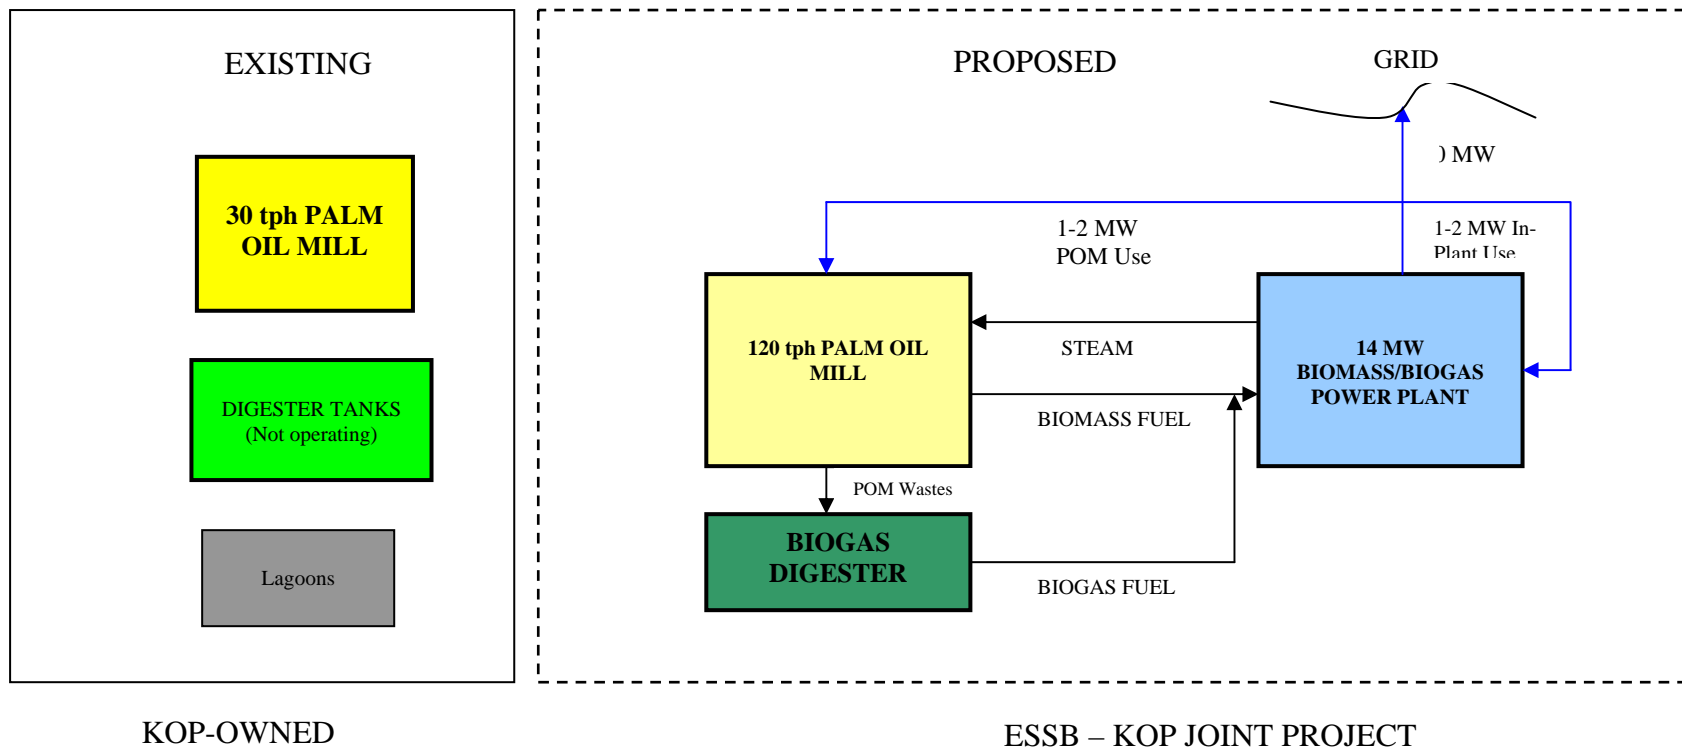 EXISTING
30 tph PALM
OIL MILL
DIGESTER TANKS
(Not operating)
Lagoons
KOP-OWNED
PROPOSED
GRID
MW
1-2 MW
POM Use
1-2 MW In-
Plant Use
120 tph PALM OIL
MILL
STEAM
14 MW
BIOMASS/BIOGAS
POWER PLANT
BIOMASS FUEL
POM Wastes
BIOGAS
DIGESTER
BIOGAS FUEL
ESSB – KOP JOINT PROJECT